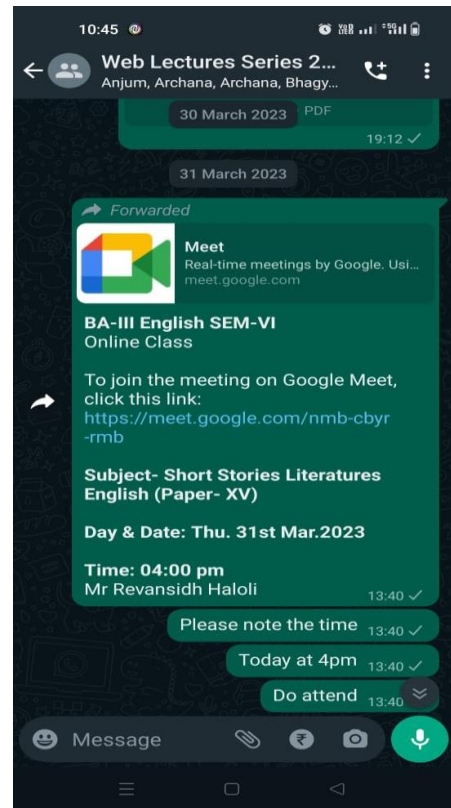 10:45
Web Lectures Series 2...
Anjum, Archana, Archana, Bhagy...
30 March 2023
PDF
19:12
31 March 2023
Forwarded
Meet
Real-time meetings by Google. Usi...
meet.google.com
BA-III English SEM-VI
Online Class
To join the meeting on Google Meet,
click this link:
https://meet.google.com/nmb-cbyr
-rmb
Subject- Short Stories Literatures
English (Paper- XV)
Day & Date: Thu. 31st Mar.2023
Time: 04:00 pm
Mr Revansidh Haloli
13:40
Please note the time 13:40
Today at 4pm 13:40
Do attend 13:40
Message